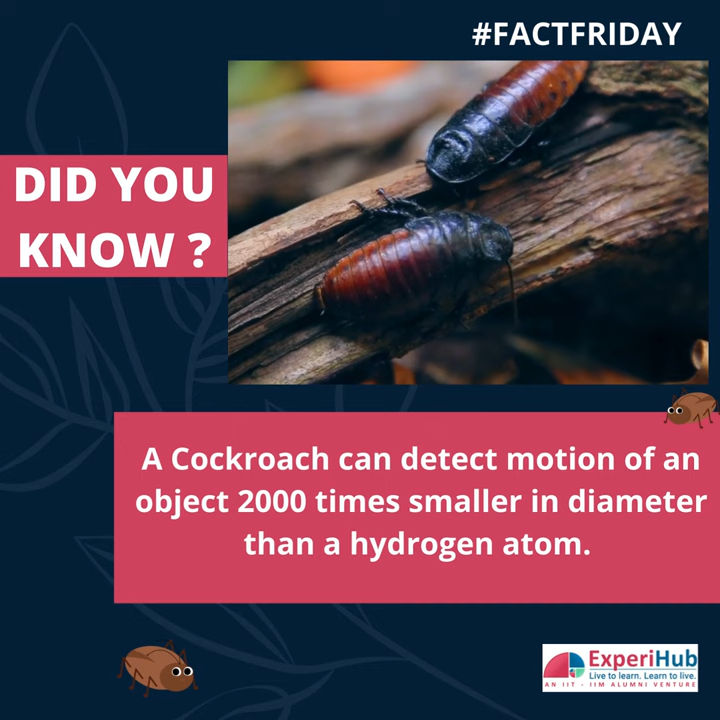 #FACTFRIDAY
DID YOU
KNOW ?
A Cockroach can detect motion of an
object 2000 times smaller in diameter
than a hydrogen atom.
ExperiHub
Live to learn. Learn to live.
AN IIT - IIM ALUMNI VENTURE